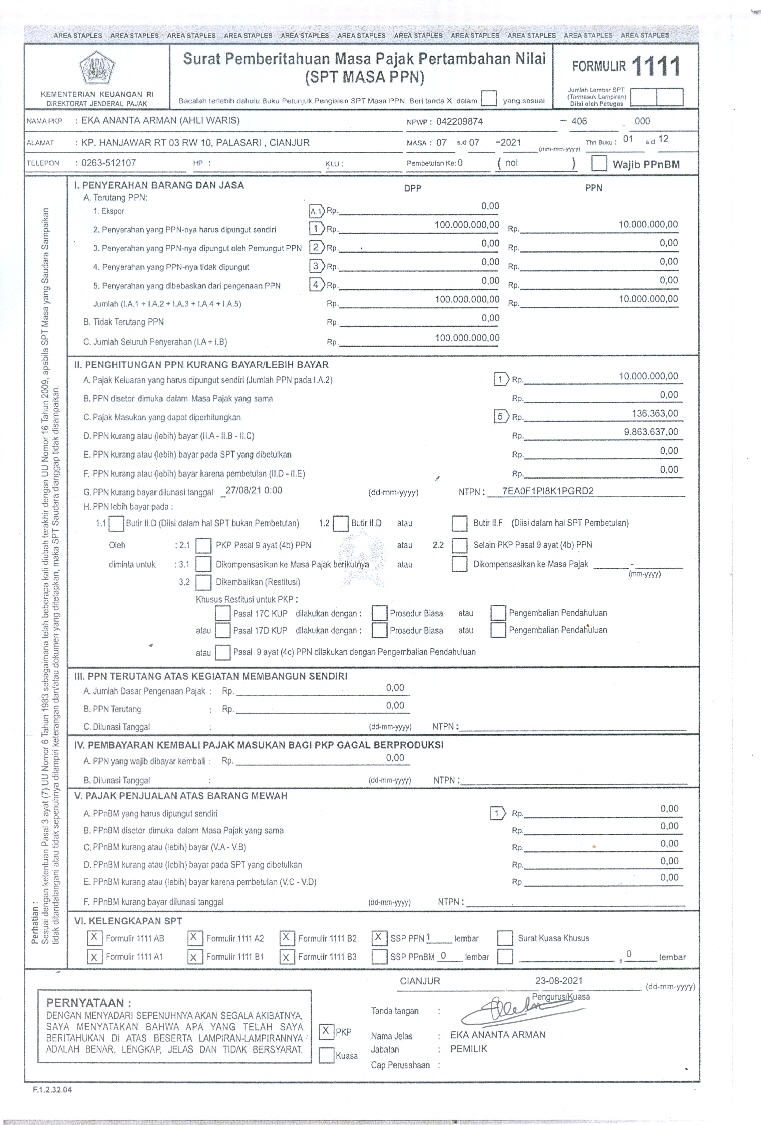 AREA STAPLES AREA STAPLES AREA STAPLES AREA STAPLES AREA STAPLES AREA STAPLES AREA STAPLES AREA STAPLES AREA STAPLES AREA STAPLES AREA STAPLES
KEMENTERIAN KEUANGAN RI
DIREKTORAT JENDERAL PAJAK
Surat Pemberitahuan Masa Pajak Pertambahan Nilai
(SPT MASA PPN)
Bacalah terlebih dahulu Buku Petunjuk Pengisian SPT Masa PPN. Beri tanda X dalam yang sesuai
FORMULIR 1111
Jumlah Lembar SPT
(Termasuk Lampiran)
Diisi oleh Petugas
NAMA PKP : EKA ANANTA ARMAN (AHLI WARIS) NPWP : 042209874 - 406 . 000
ALAMAT : KP. HANJAWAR RT 03 RW 10, PALASARI , CIANJUR MASA : 07 s.d 07 -2021 (mm-mm-yyyy) Thn Buku : 01 s.d 12
TELEPON : 0263-512107 HP : KLU : Pembetulan Ke: 0 ( nol ) Wajib PPnBM
I. PENYERAHAN BARANG DAN JASA DPP PPN
A. Terutang PPN:
1. Ekspor A.1 Rp. 0,00
2. Penyerahan yang PPN-nya harus dipungut sendiri 1 Rp. 100.000.000,00 Rp. 10.000.000,00
3. Penyerahan yang PPN-nya dipungut oleh Pemungut PPN 2 Rp. 0,00 Rp. 0,00
4. Penyerahan yang PPN-nya tidak dipungut 3 Rp. 0,00 Rp. 0,00
5. Penyerahan yang dibebaskan dari pengenaan PPN 4 Rp. 0,00 Rp. 0,00
Jumlah (I.A.1 + I.A.2 + I.A.3 + I.A.4 + I.A.5) Rp. 100.000.000,00 Rp. 10.000.000,00
B. Tidak Terutang PPN Rp 0,00
C. Jumlah Seluruh Penyerahan (I.A + I.B) Rp 100.000.000,00
II. PENGHITUNGAN PPN KURANG BAYAR/LEBIH BAYAR
A. Pajak Keluaran yang harus dipungut sendiri (Jumlah PPN pada I.A.2) 1 Rp. 10.000.000,00
B. PPN disetor dimuka dalam Masa Pajak yang sama Rp. 0,00
C. Pajak Masukan yang dapat diperhitungkan 5 Rp. 136.363,00
D. PPN kurang atau (lebih) bayar (II.A - II.B - II.C) Rp. 9.863.637,00
E. PPN kurang atau (lebih) bayar pada SPT yang dibetulkan Rp. 0,00
F. PPN kurang atau (lebih) bayar karena pembetulan (II.D - II.E) Rp. 0,00
G. PPN kurang bayar dilunasi tanggal 27/08/21 0:00 (dd-mm-yyyy) NTPN : 7EA0F1PI8K1PGRD2
H. PPN lebih bayar pada :
1.1 Butir II.D (Diisi dalam hal SPT bukan Pembetulan) 1.2 Butir II.D atau Butir II.F (Diisi dalam hal SPT Pembetulan)
Oleh : 2.1 PKP Pasal 9 ayat (4b) PPN atau 2.2 Selain PKP Pasal 9 ayat (4b) PPN
diminta untuk : 3.1 Dikompensasikan ke Masa Pajak berikutnya atau Dikompensasikan ke Masa Pajak -
(mm-yyyy)
3.2 Dikembalikan (Restitusi)
Khusus Restitusi untuk PKP :
Pasal 17C KUP dilakukan dengan : Prosedur Biasa atau Pengembalian Pendahuluan
atau Pasal 17D KUP dilakukan dengan : Prosedur Biasa atau Pengembalian Pendahuluan
atau Pasal 9 ayat (4c) PPN dilakukan dengan Pengembalian Pendahuluan
III. PPN TERUTANG ATAS KEGIATAN MEMBANGUN SENDIRI
A. Jumlah Dasar Pengenaan Pajak : Rp. 0,00
B. PPN Terutang : Rp. 0,00
C. Dilunasi Tanggal : (dd-mm-yyyy) NTPN :
IV. PEMBAYARAN KEMBALI PAJAK MASUKAN BAGI PKP GAGAL BERPRODUKSI
A. PPN yang wajib dibayar kembali : Rp. 0,00
B. Dilunasi Tanggal : (dd-mm-yyyy) NTPN :
V. PAJAK PENJUALAN ATAS BARANG MEWAH
A. PPnBM yang harus dipungut sendiri 1 Rp. 0,00
B. PPnBM disetor dimuka dalam Masa Pajak yang sama Rp. 0,00
C. PPnBM kurang atau (lebih) bayar (V.A - V.B) Rp. 0,00
D. PPnBM kurang atau (lebih) bayar pada SPT yang dibetulkan Rp. 0,00
E. PPnBM kurang atau (lebih) bayar karena pembetulan (V.C - V.D) Rp. 0,00
F. PPnBM kurang bayar dilunasi tanggal (dd-mm-yyyy) NTPN :
VI. KELENGKAPAN SPT
X Formulir 1111 AB X Formulir 1111 A2 X Formulir 1111 B2 X SSP PPN 1 lembar Surat Kuasa Khusus
X Formulir 1111 A1 X Formulir 1111 B1 X Formulir 1111 B3 SSP PPnBM 0 lembar , 0 lembar
Perhatian :
Sesuai dengan ketentuan Pasal 3 ayat (7) UU Nomor 6 Tahun 1983 sebagaimana telah beberapa kali diubah terakhir dengan UU Nomor 16 Tahun 2009, apabila SPT Masa yang Saudara Sampaikan
tidak ditandatangani atau tidak sepenuhnya dilampiri keterangan dan/atau dokumen yang ditetapkan, maka SPT Saudara dianggap tidak disampaikan.
CIANJUR 23-08-2021 (dd-mm-yyyy)
PERNYATAAN :
DENGAN MENYADARI SEPENUHNYA AKAN SEGALA AKIBATNYA,
SAYA MENYATAKAN BAHWA APA YANG TELAH SAYA
BERITAHUKAN DI ATAS BESERTA LAMPIRAN-LAMPIRANNYA
ADALAH BENAR, LENGKAP, JELAS DAN TIDAK BERSYARAT.
X PKP
Kuasa
Pengurus/Kuasa
Tanda tangan :
Nama Jelas : EKA ANANTA ARMAN
Jabatan : PEMILIK
Cap Perusahaan :
F.1.2.32.04